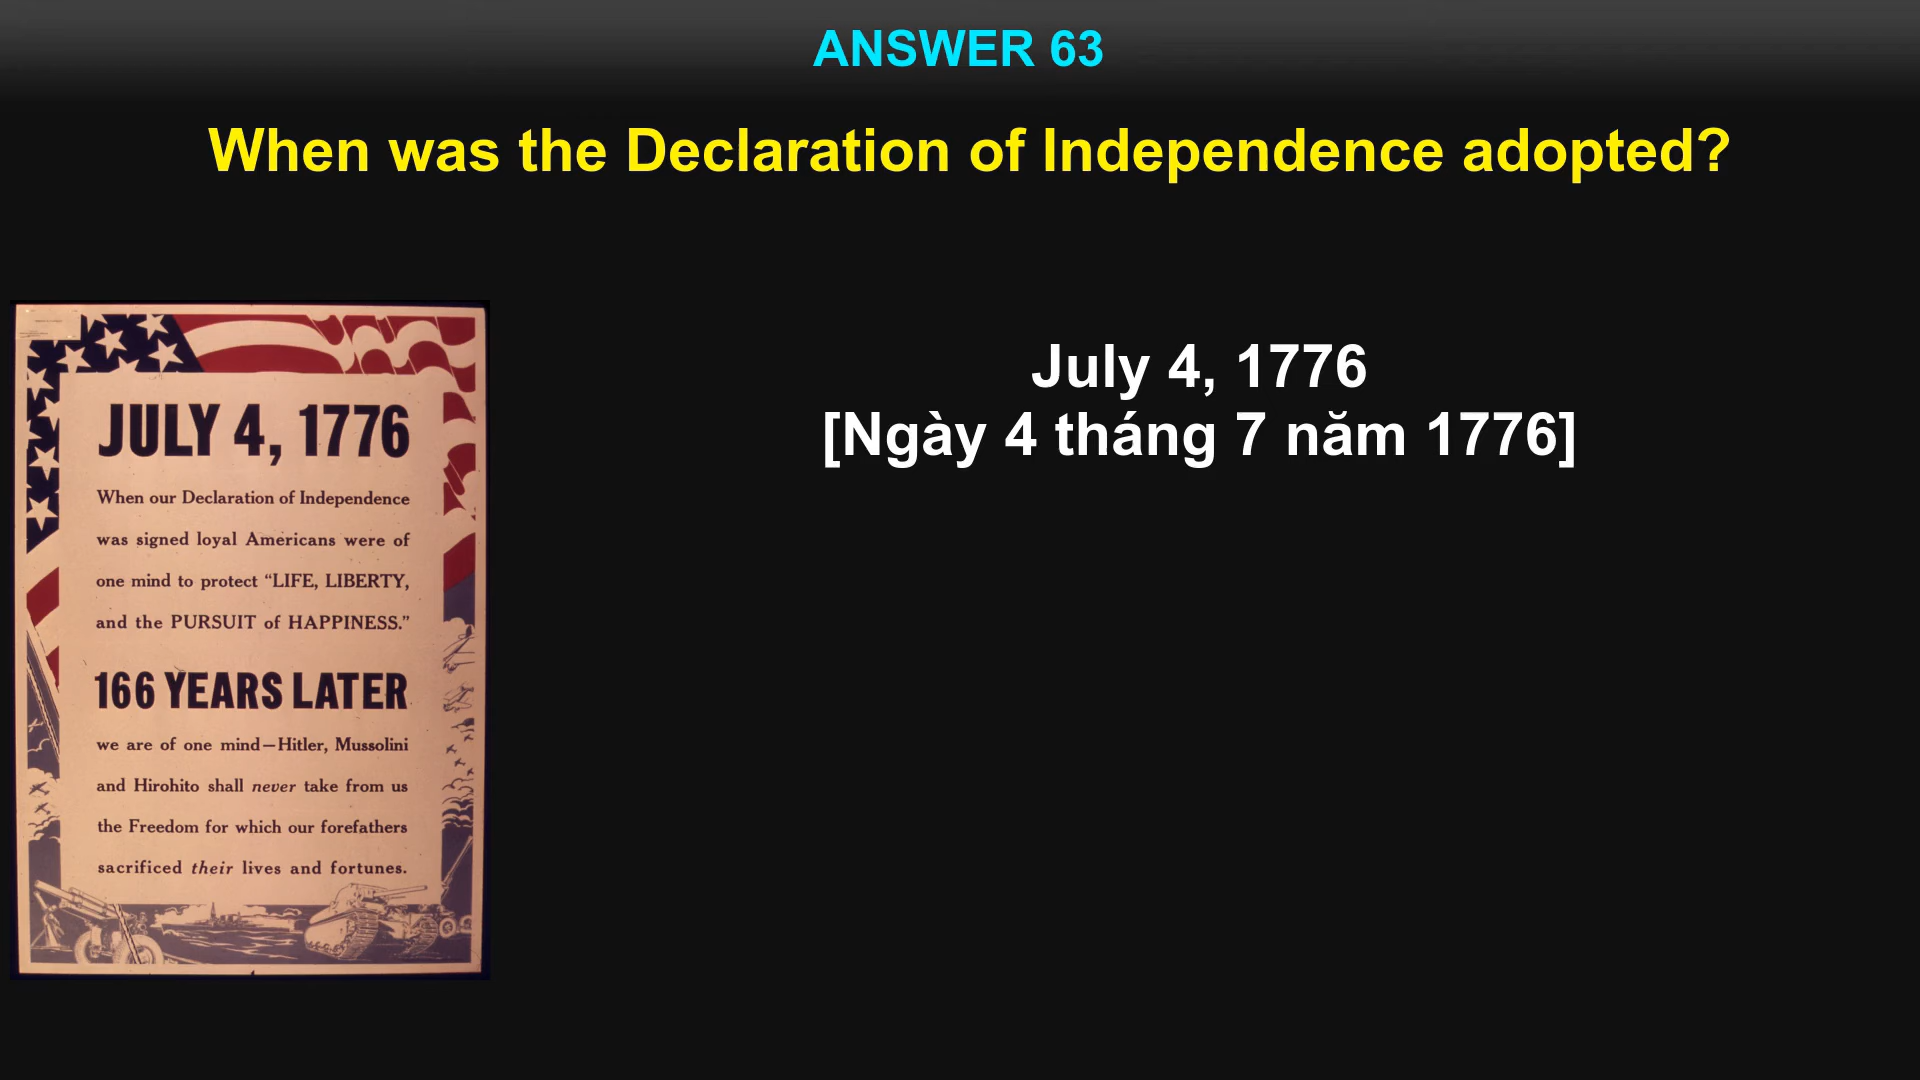 ANSWER 63
When was the Declaration of Independence adopted?
July 4, 1776
[Ngày 4 tháng 7 năm 1776]
JULY 4, 1776
When our Declaration of Independence
was signed loyal Americans were of
one mind to protect “LIFE, LIBERTY,
and the PURSUIT of HAPPINESS.”
166 YEARS LATER
we are of one mind—Hitler, Mussolini
and Hirohito shall never take from us
the Freedom for which our forefathers
sacrificed their lives and fortunes.